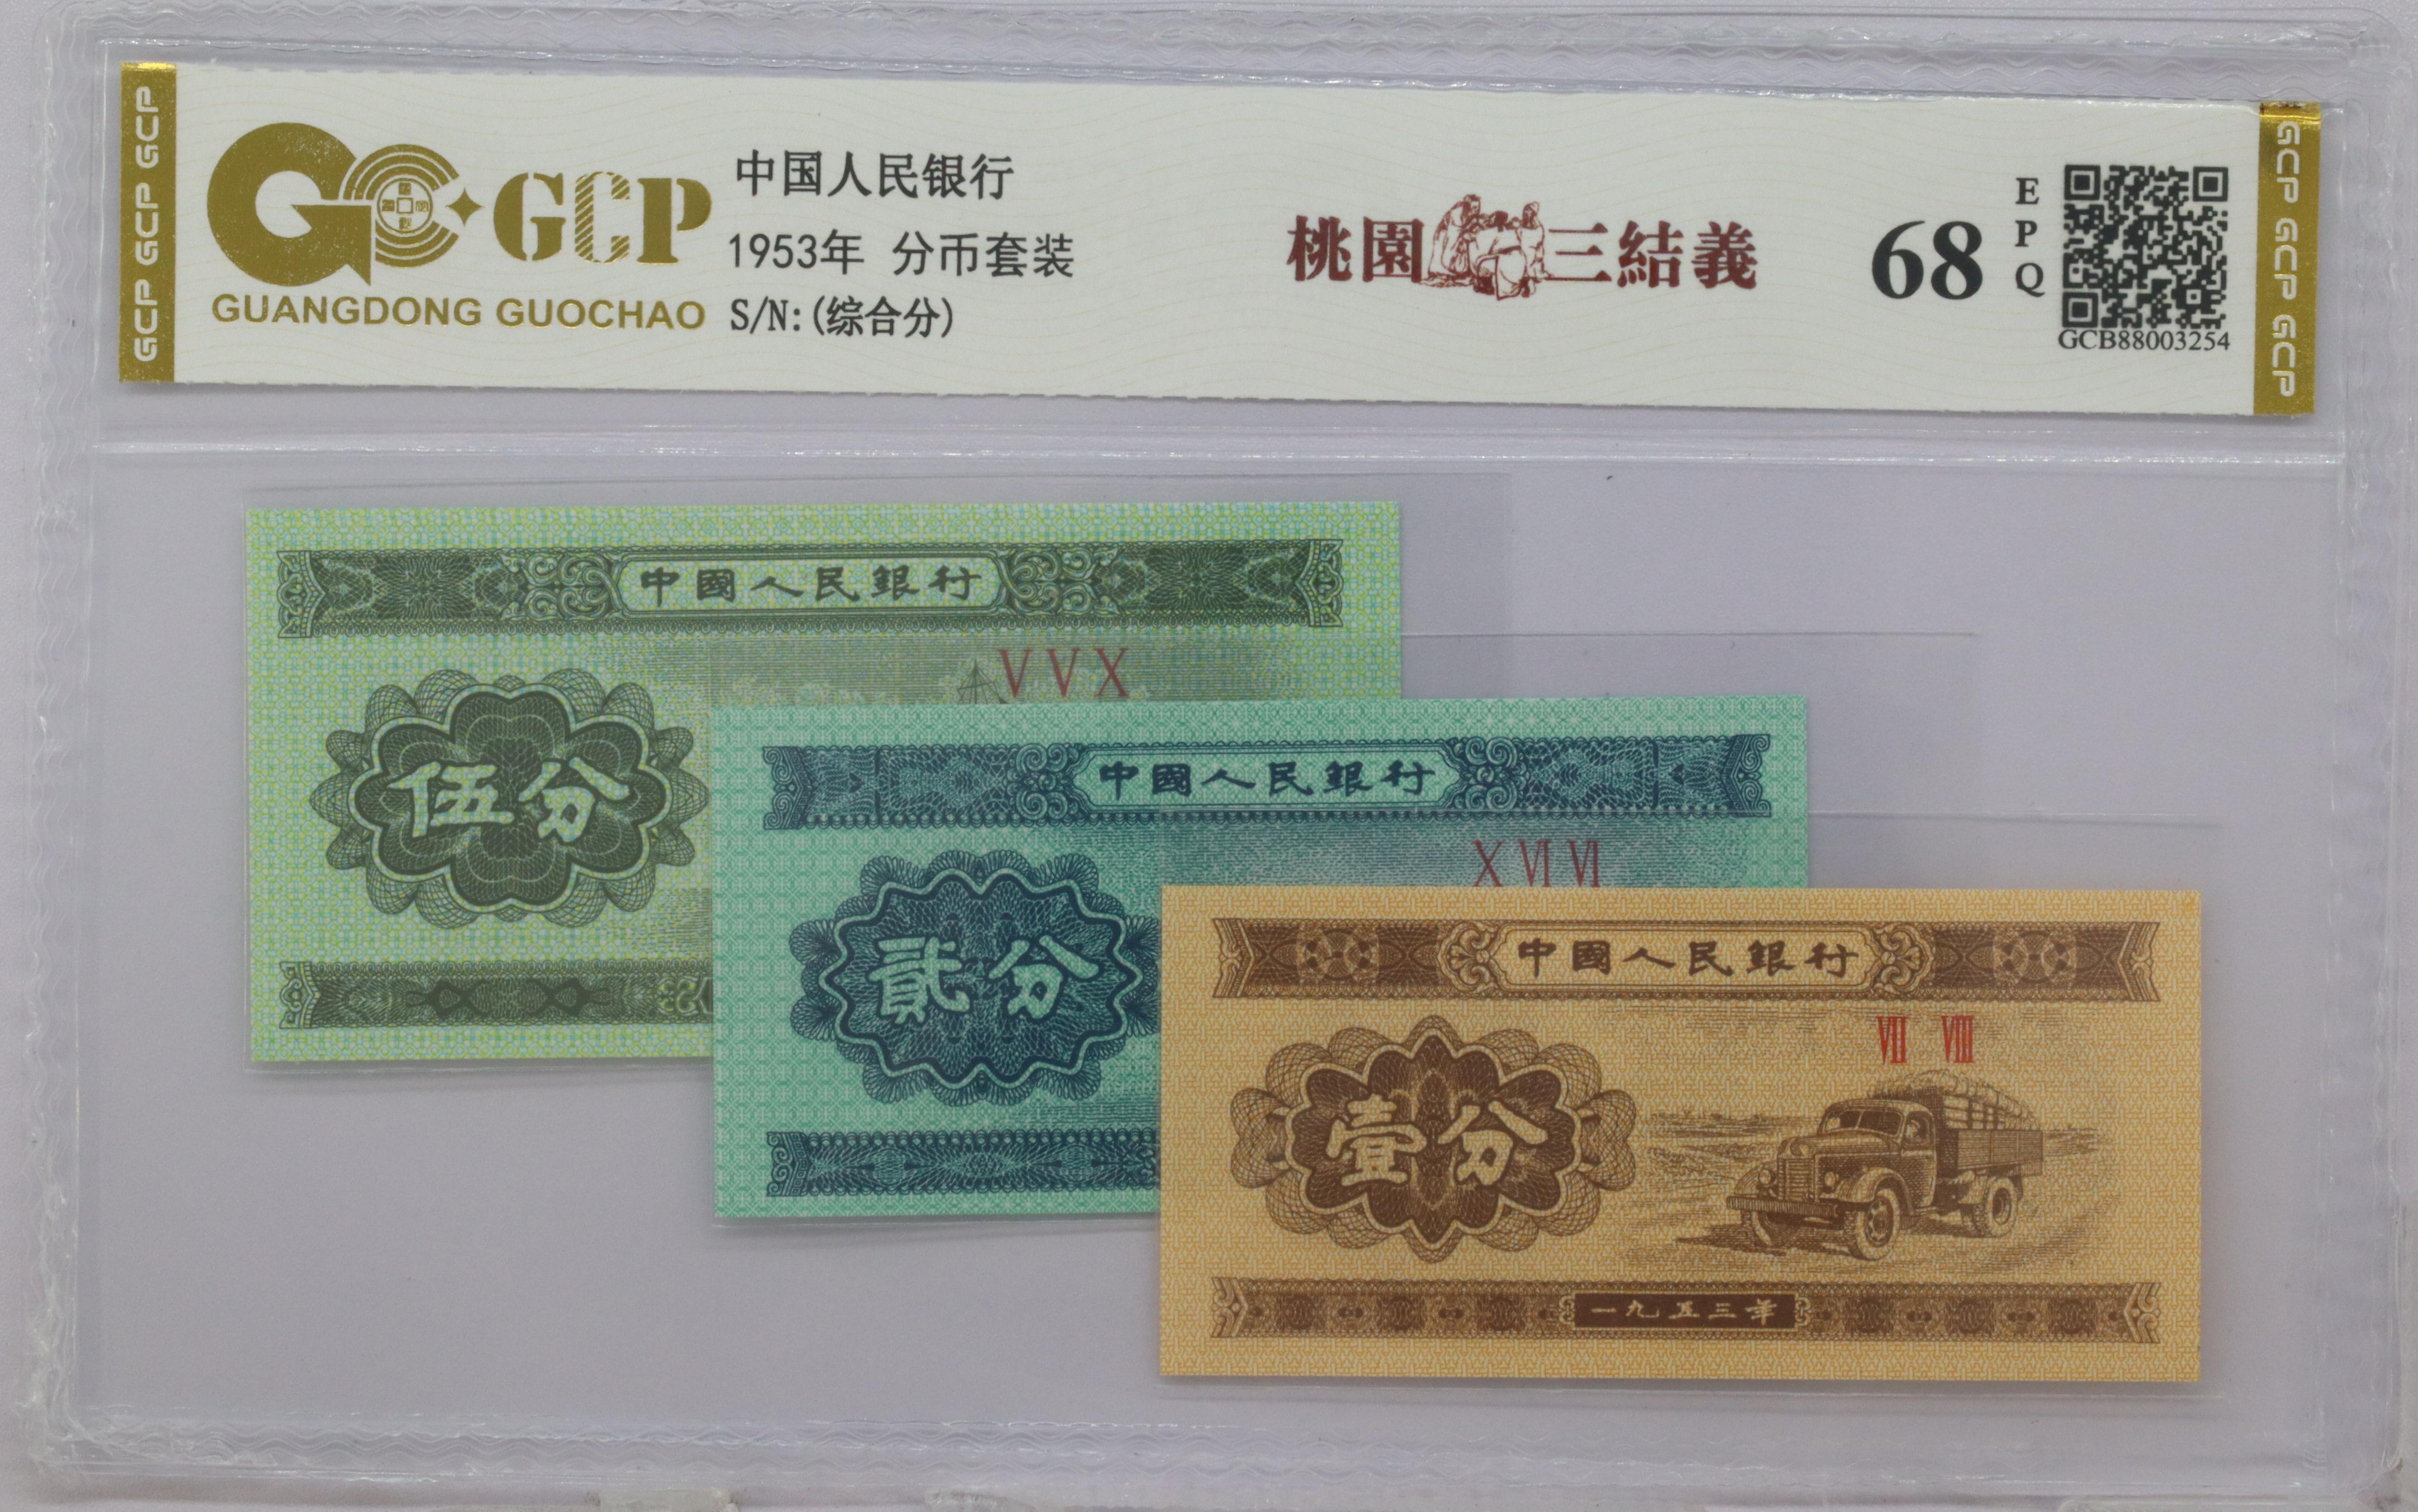 GCP GCP GCP
GCP
GUANGDONG GUOCHAO
中国人民银行
1953年 分币套装
S/N:(综合分)
桃園三結義
68
EPQ
GCB88003254
GCP GCP GCP
中國人民銀行
VVX
伍分
中國人民銀行
X VI VI
貳分
中國人民銀行
VII VIII
壹分
一九五三年